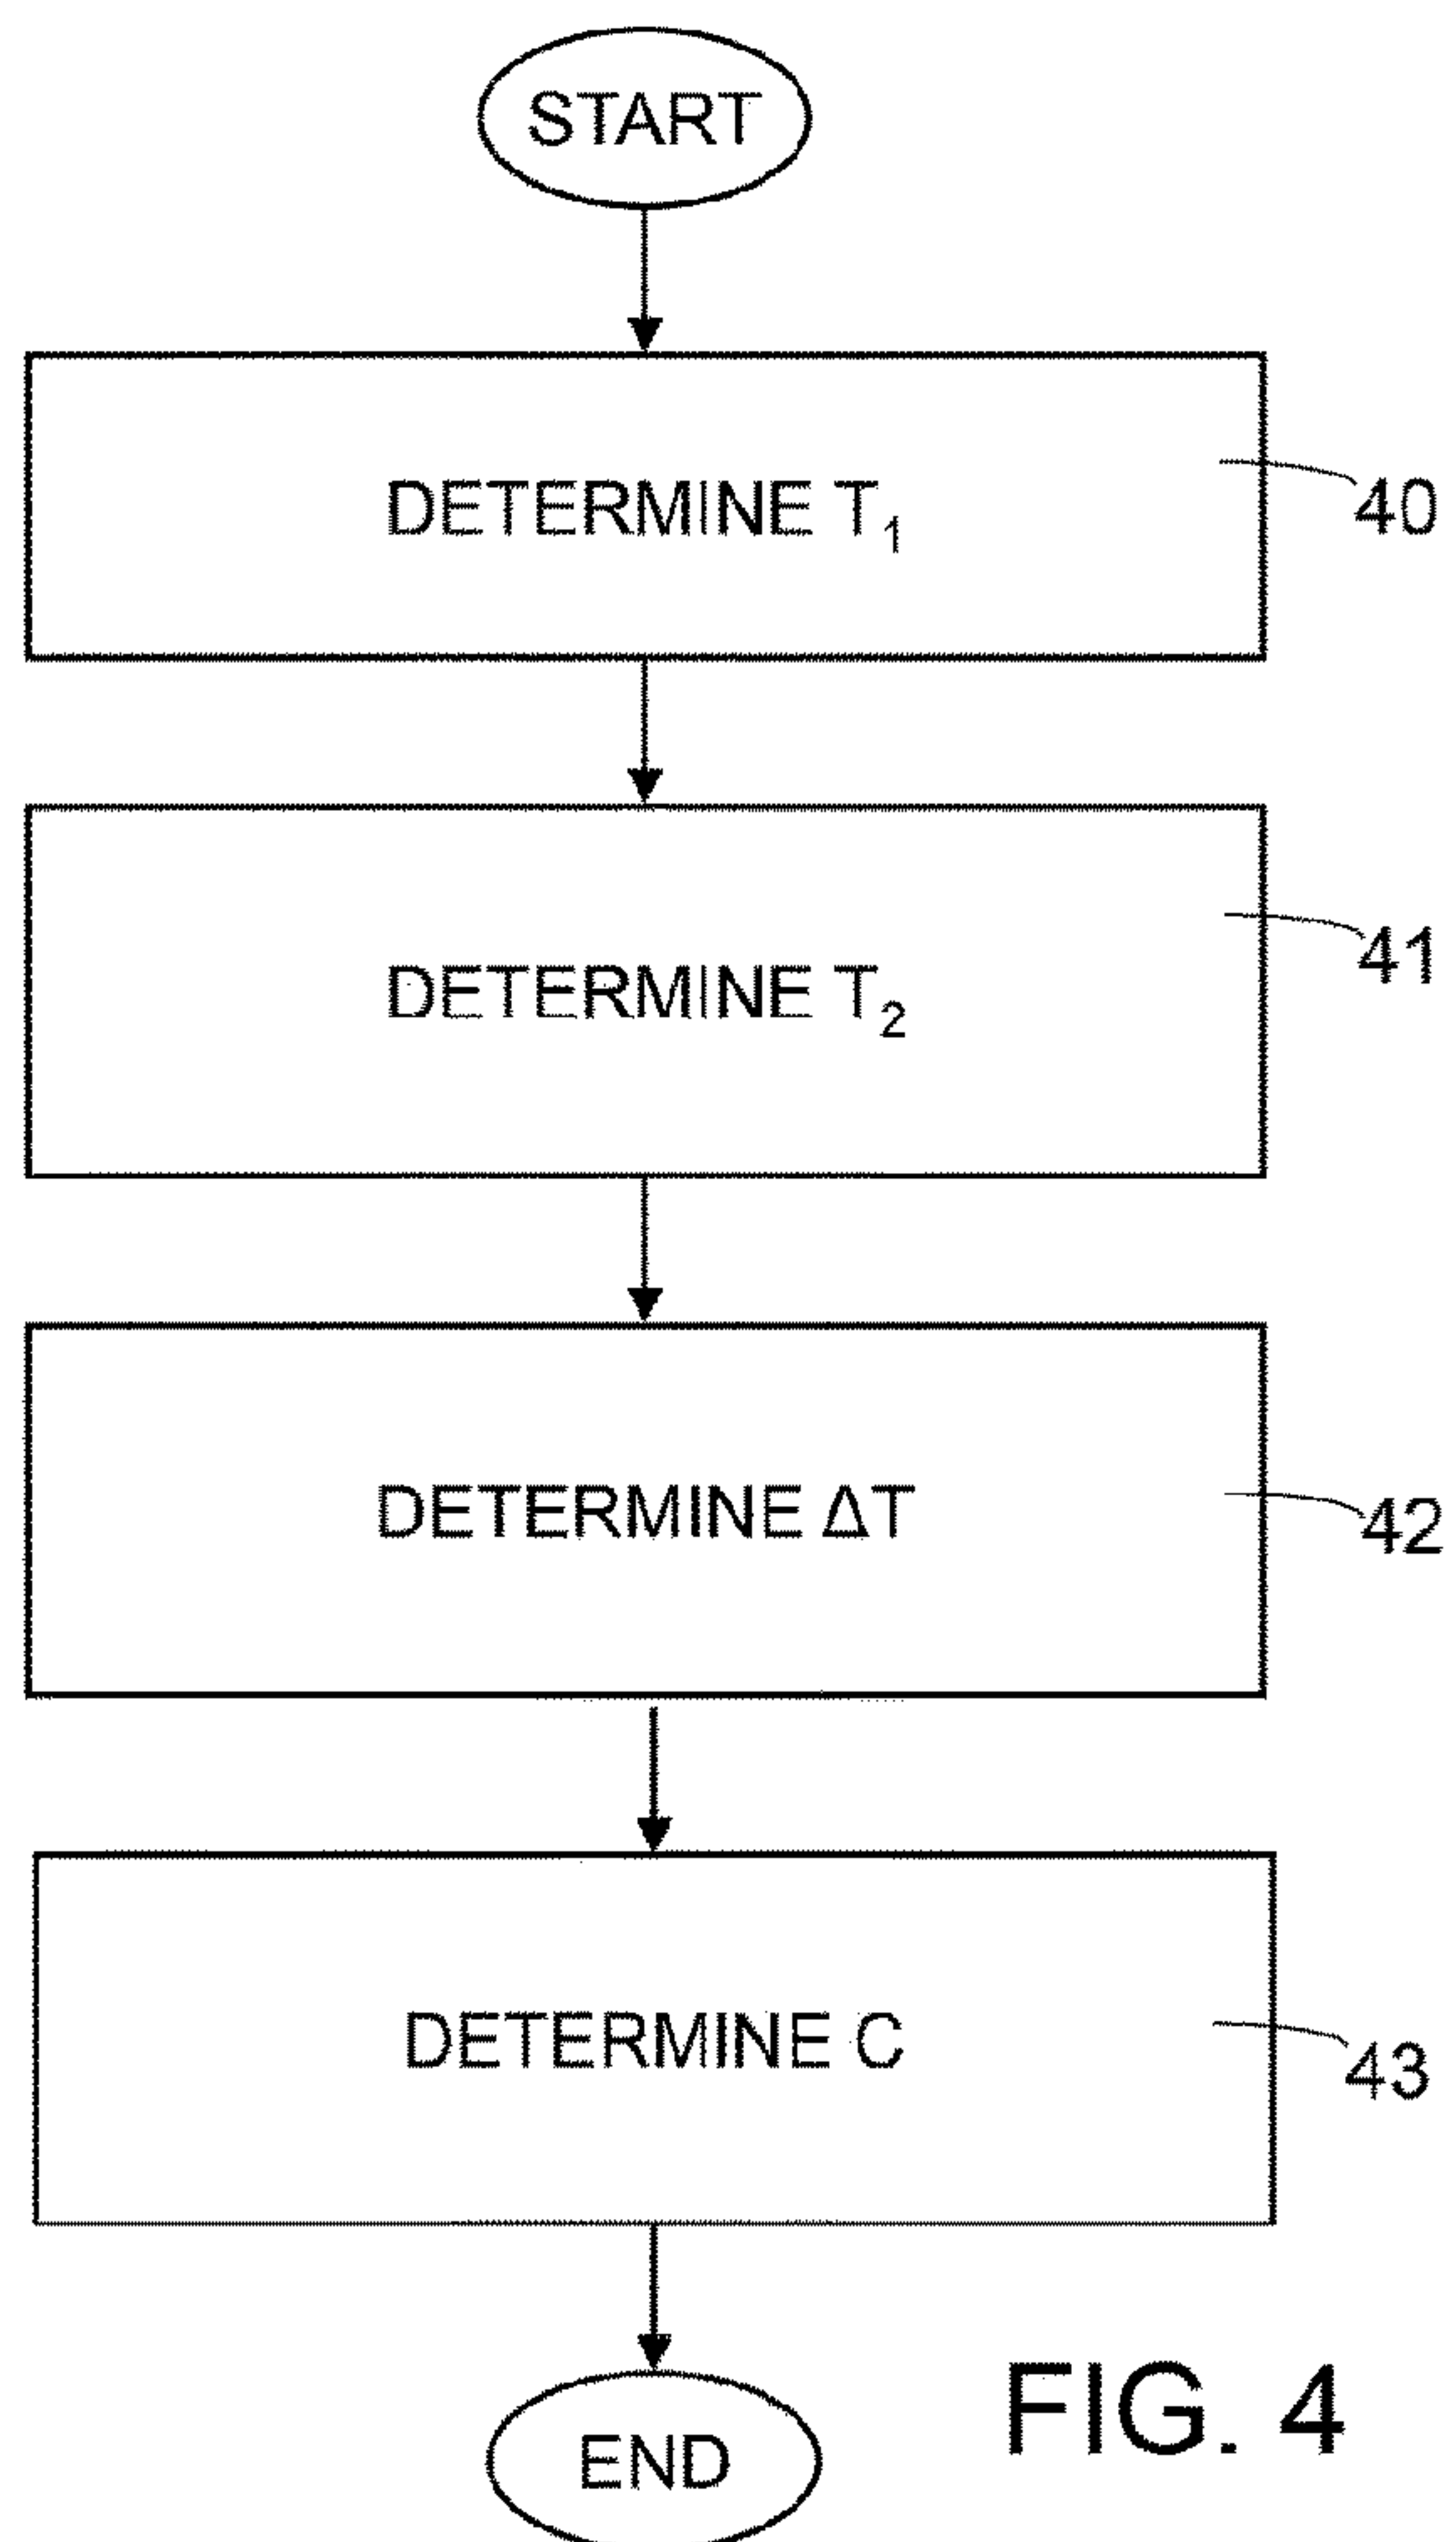 START
DETERMINE T₁
40
DETERMINE T₂
41
DETERMINE ΔT
42
DETERMINE C
43
END
FIG. 4